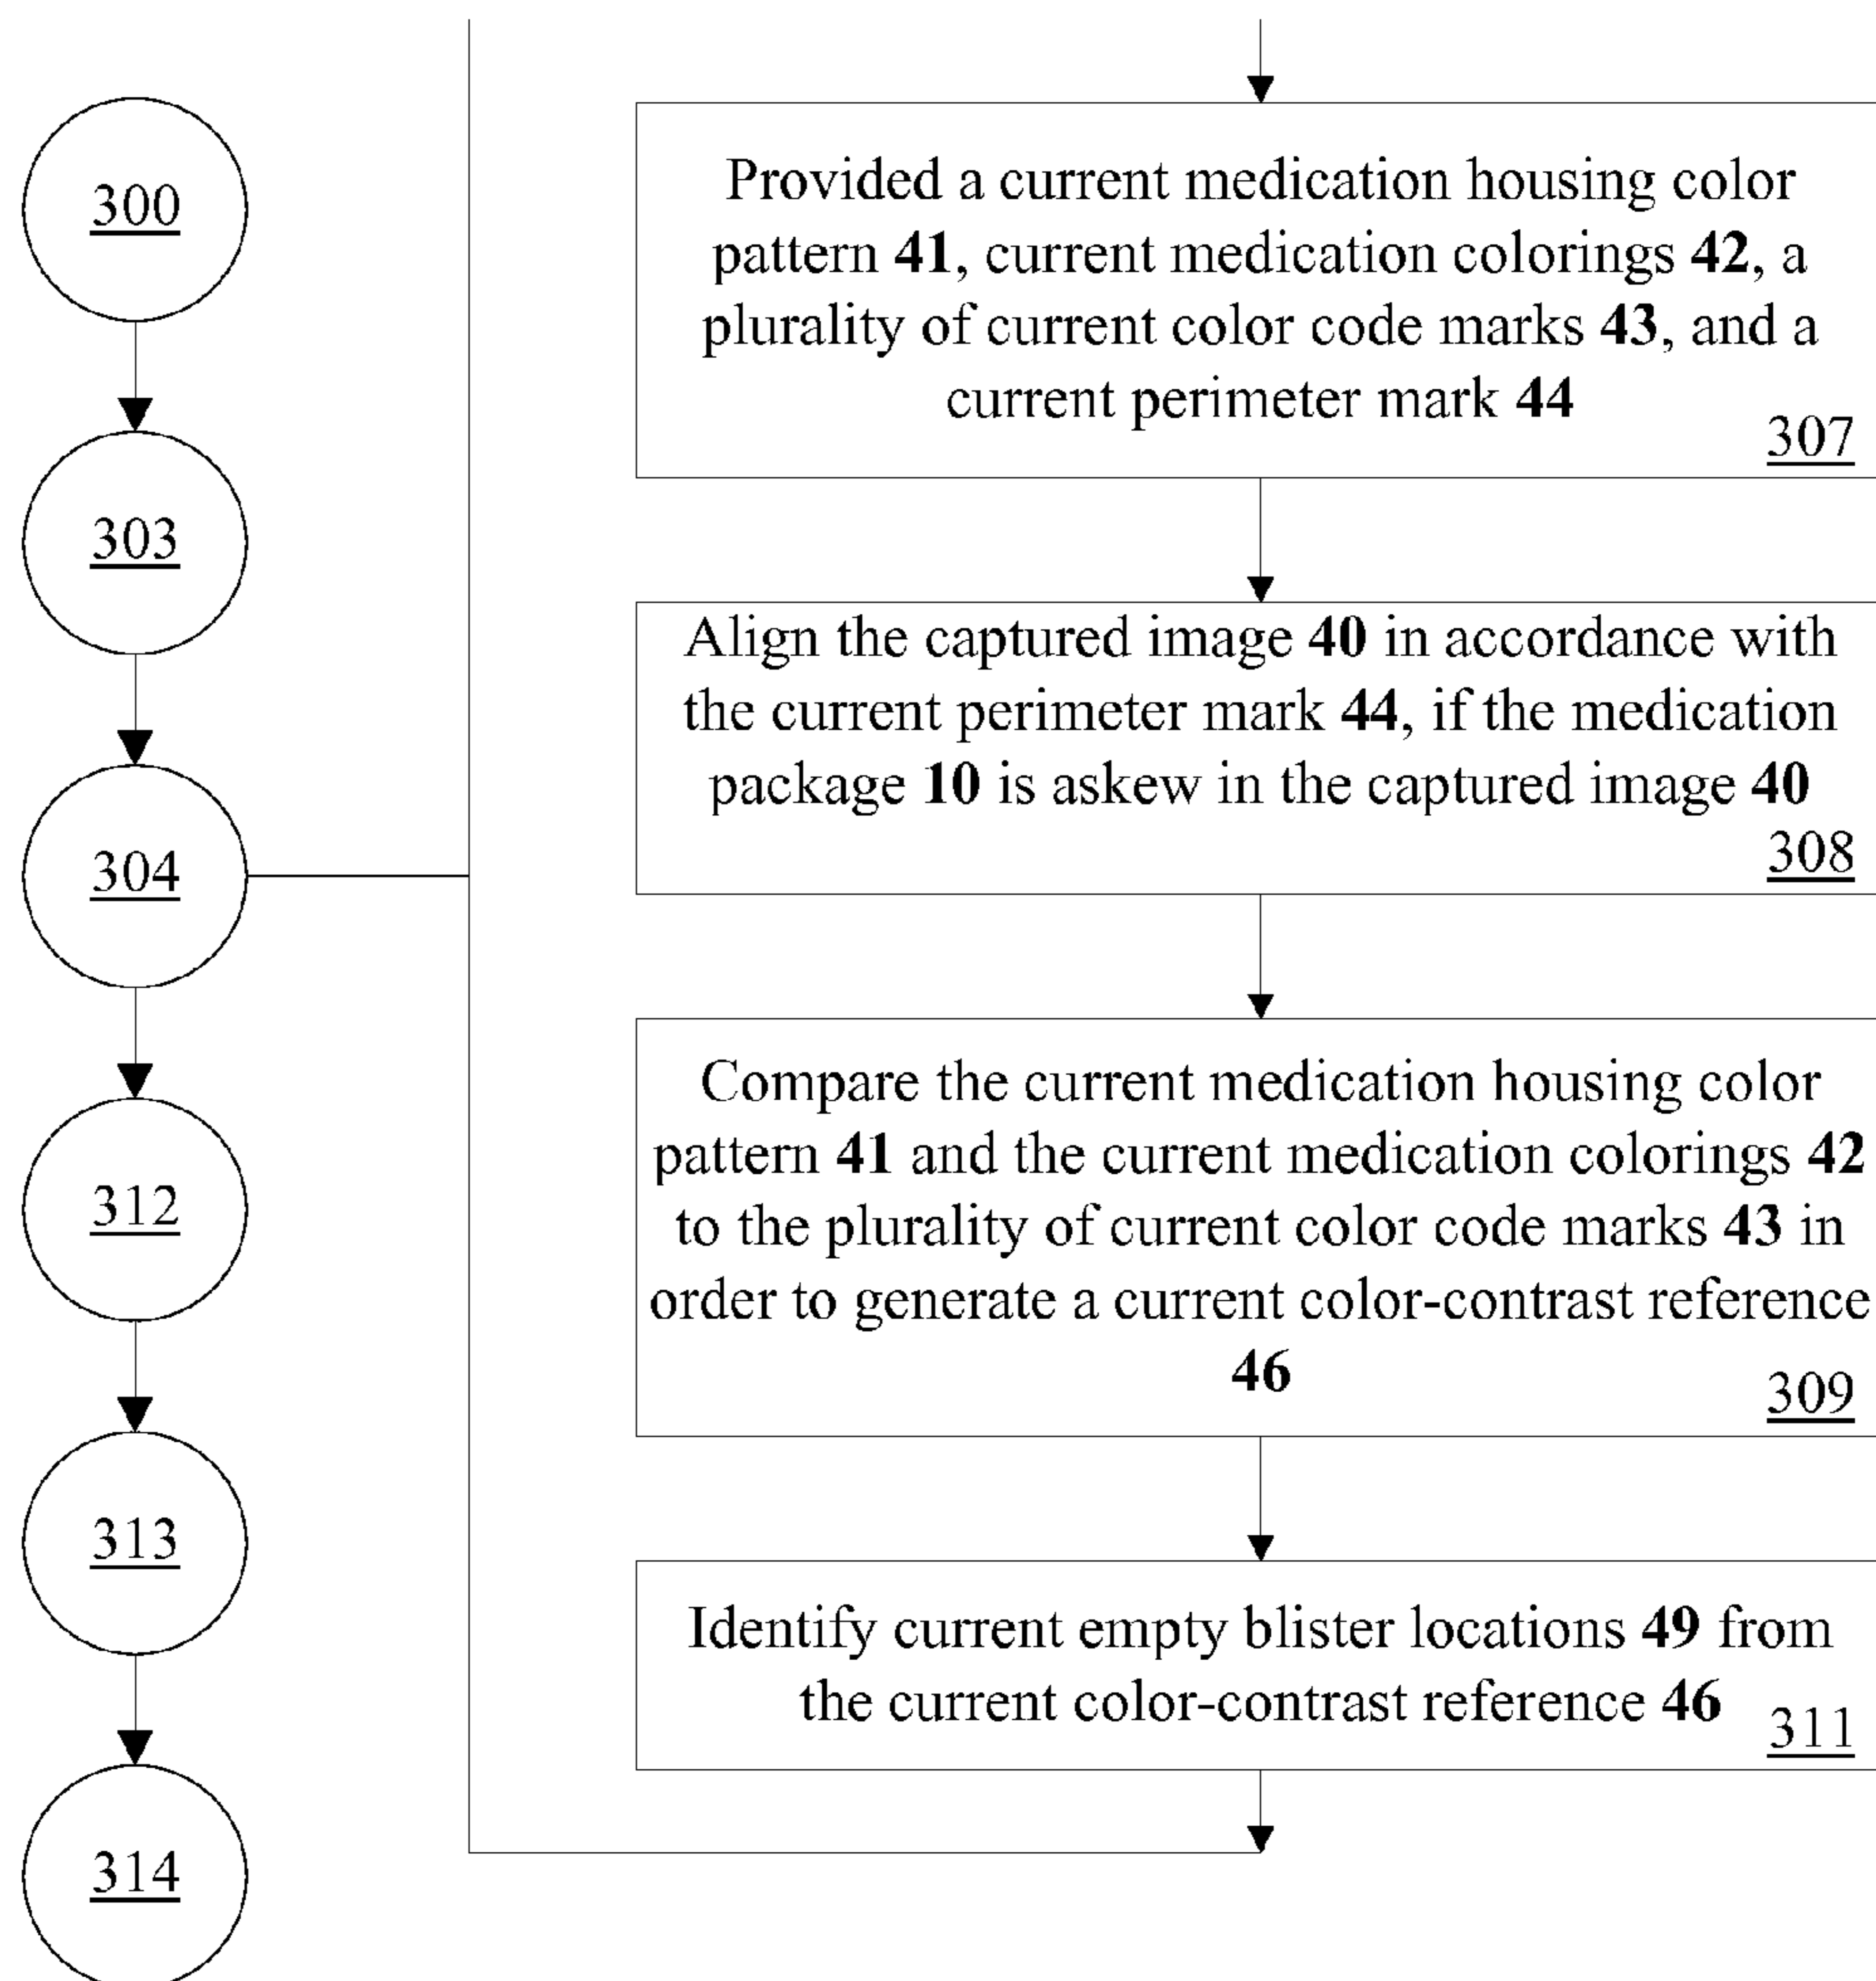 300
303
304
312
313
314
Provided a current medication housing color
pattern 41, current medication colorings 42, a
plurality of current color code marks 43, and a
current perimeter mark 44
307
Align the captured image 40 in accordance with
the current perimeter mark 44, if the medication
package 10 is askew in the captured image 40
308
Compare the current medication housing color
pattern 41 and the current medication colorings 42
to the plurality of current color code marks 43 in
order to generate a current color-contrast reference
46
309
Identify current empty blister locations 49 from
the current color-contrast reference 46
311